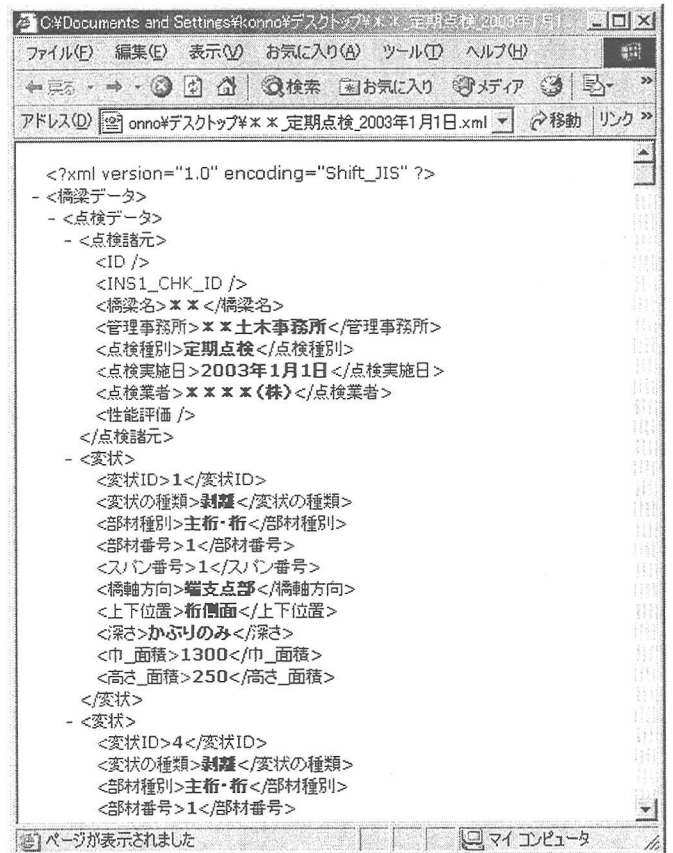 C:¥Documents and Settings¥konno¥デスクトップ¥××_定期点検_2003年1月1...
ファイル(F) 編集(E) 表示(V) お気に入り(A) ツール(T) ヘルプ(H)
戻る 検索 お気に入り メディア »
アドレス(D) onno¥デスクトップ¥××_定期点検_2003年1月1日.xml 移動 リンク »
<?xml version="1.0" encoding="Shift_JIS" ?>
- <橋梁データ>
- <点検データ>
- <点検諸元>
<ID />
<INS1_CHK_ID />
<橋梁名>××</橋梁名>
<管理事務所>××土木事務所</管理事務所>
<点検種別>定期点検</点検種別>
<点検実施日>2003年1月1日</点検実施日>
<点検業者>××××(株)</点検業者>
<性能評価 />
</点検諸元>
- <変状>
<変状ID>1</変状ID>
<変状の種類>剥離</変状の種類>
<部材種別>主桁・桁</部材種別>
<部材番号>1</部材番号>
<スパン番号>1</スパン番号>
<橋軸方向>端支点部</橋軸方向>
<上下位置>桁側面</上下位置>
<深さ>かぶりのみ</深さ>
<巾_面積>1300</巾_面積>
<高さ_面積>250</高さ_面積>
</変状>
- <変状>
<変状ID>4</変状ID>
<変状の種類>剥離</変状の種類>
<部材種別>主桁・桁</部材種別>
<部材番号>1</部材番号>
ページが表示されました マイ コンピュータ